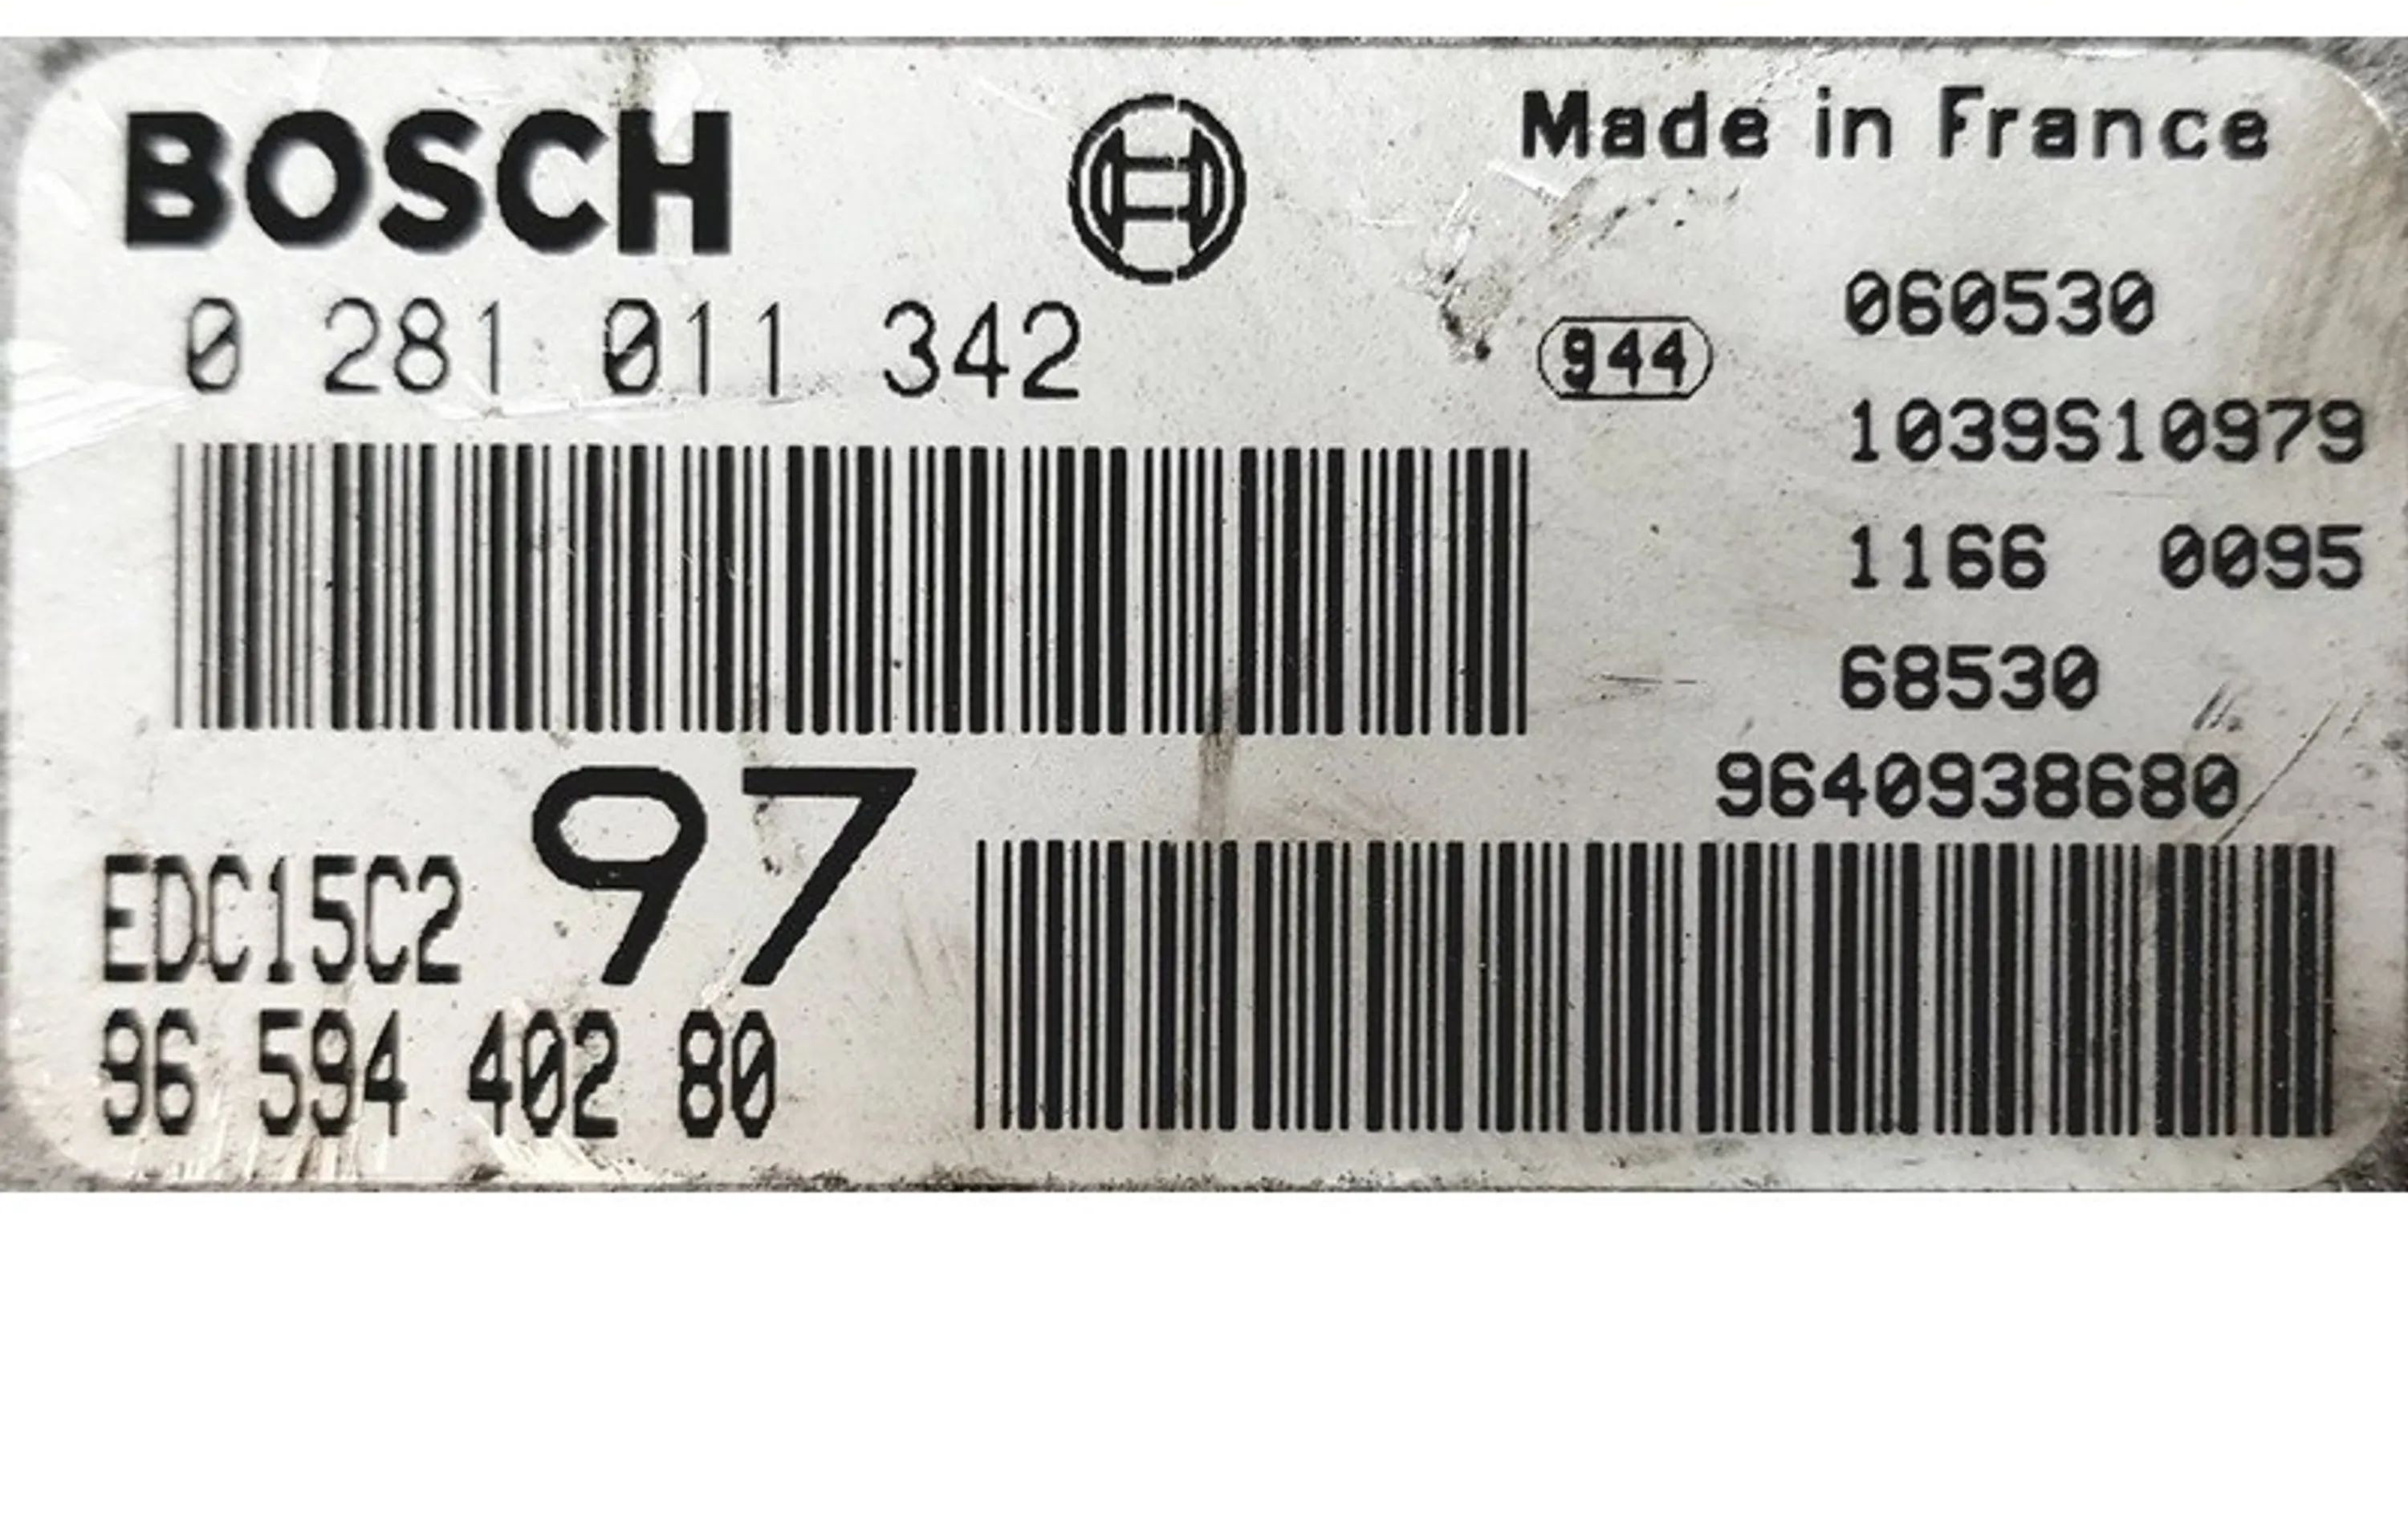 BOSCH
Made in France
0 281 011 342
944
060530
1039S10979
1166 0095
68530
9640938680
97
EDC15C2
96 594 402 80